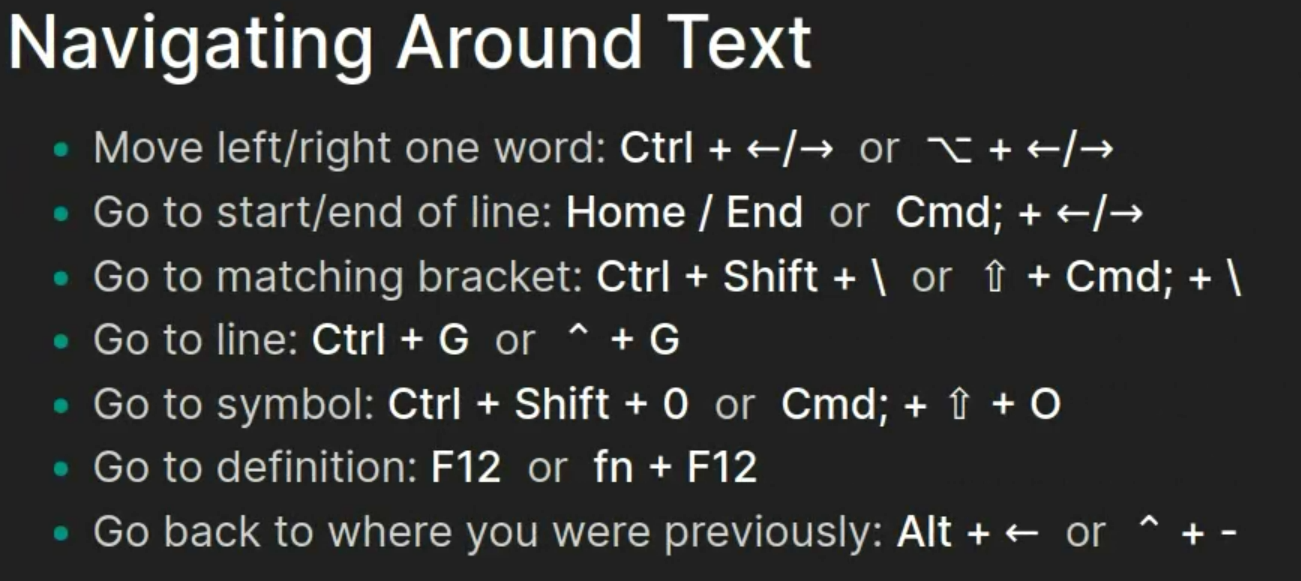 Navigating Around Text
• Move left/right one word: Ctrl + ←/→ or ⌥ + ←/→
• Go to start/end of line: Home / End or Cmd; + ←/→
• Go to matching bracket: Ctrl + Shift + \ or ⇧ + Cmd; + \
• Go to line: Ctrl + G or ^ + G
• Go to symbol: Ctrl + Shift + 0 or Cmd; + ⇧ + O
• Go to definition: F12 or fn + F12
• Go back to where you were previously: Alt + ← or ^ + -